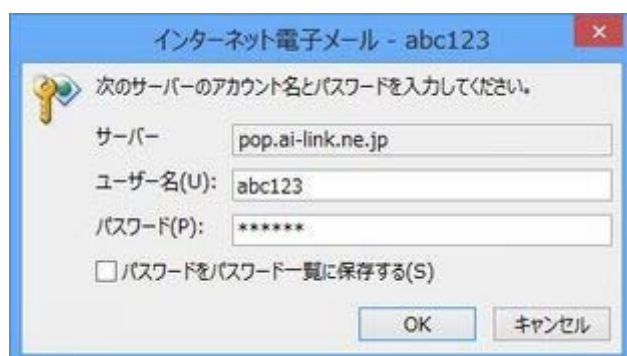 インターネット電子メール - abc123
次のサーバーのアカウント名とパスワードを入力してください。
サーバー pop.ai-link.ne.jp
ユーザー名(U): abc123
パスワード(P): ******
パスワードをパスワード一覧に保存する(S)
OK キャンセル